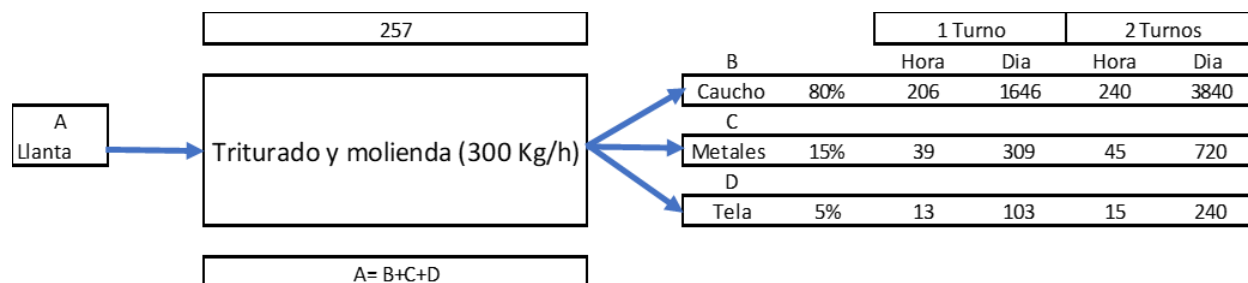 257 1 Turno 2 Turnos
B Hora Dia Hora Dia
Caucho 80% 206 1646 240 3840
A
Llanta
Triturado y molienda (300 Kg/h)
C
Metales 15% 39 309 45 720
D
Tela 5% 13 103 15 240
A= B+C+D